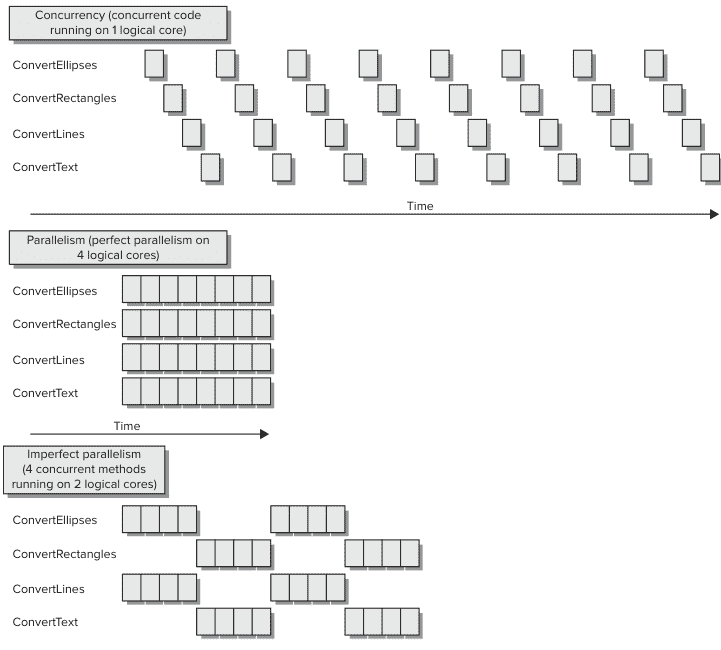 Concurrency (concurrent code
running on 1 logical core)
ConvertEllipses
ConvertRectangles
ConvertLines
ConvertText
Time
Parallelism (perfect parallelism on
4 logical cores)
ConvertEllipses
ConvertRectangles
ConvertLines
ConvertText
Time
Imperfect parallelism
(4 concurrent methods
running on 2 logical cores)
ConvertEllipses
ConvertRectangles
ConvertLines
ConvertText